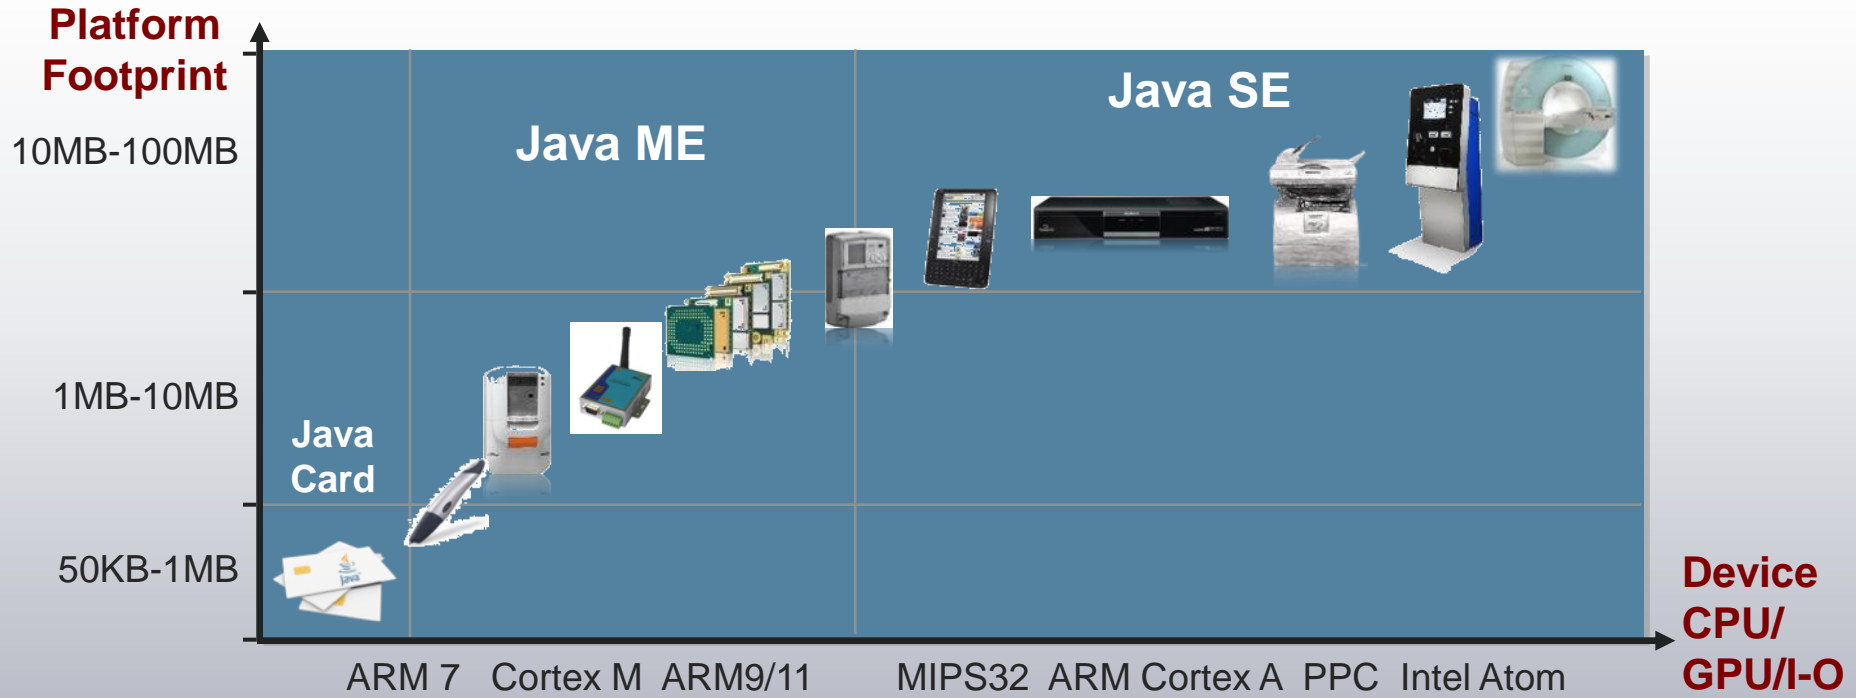 Platform
Footprint
10MB-100MB
1MB-10MB
50KB-1MB
Java ME
Java SE
Java
Card
Java
ARM 7 Cortex M ARM9/11 MIPS32 ARM Cortex A PPC Intel Atom
Device
CPU/
GPU/I-O